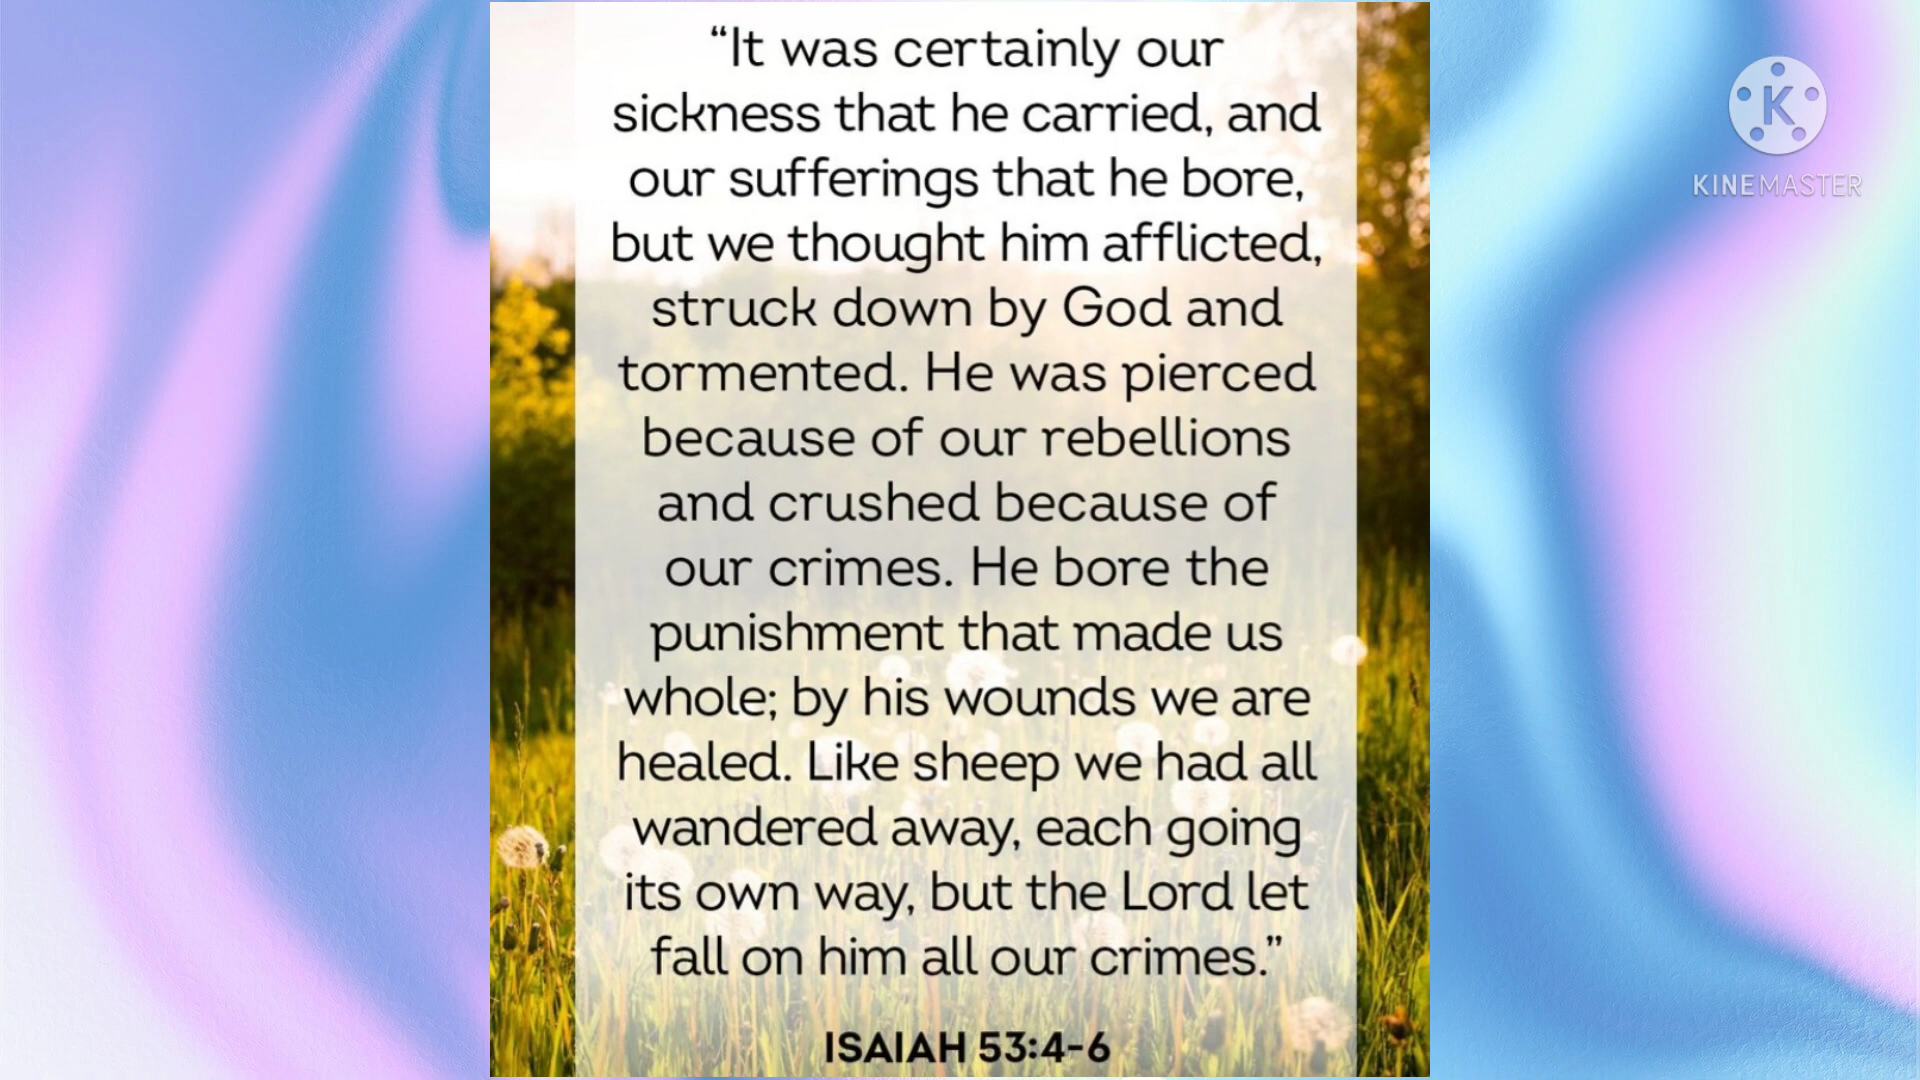 “It was certainly our
sickness that he carried, and
our sufferings that he bore,
but we thought him afflicted,
struck down by God and
tormented. He was pierced
because of our rebellions
and crushed because of
our crimes. He bore the
punishment that made us
whole; by his wounds we are
healed. Like sheep we had all
wandered away, each going
its own way, but the Lord let
fall on him all our crimes.”
ISAIAH 53:4-6
K
KINEMASTER